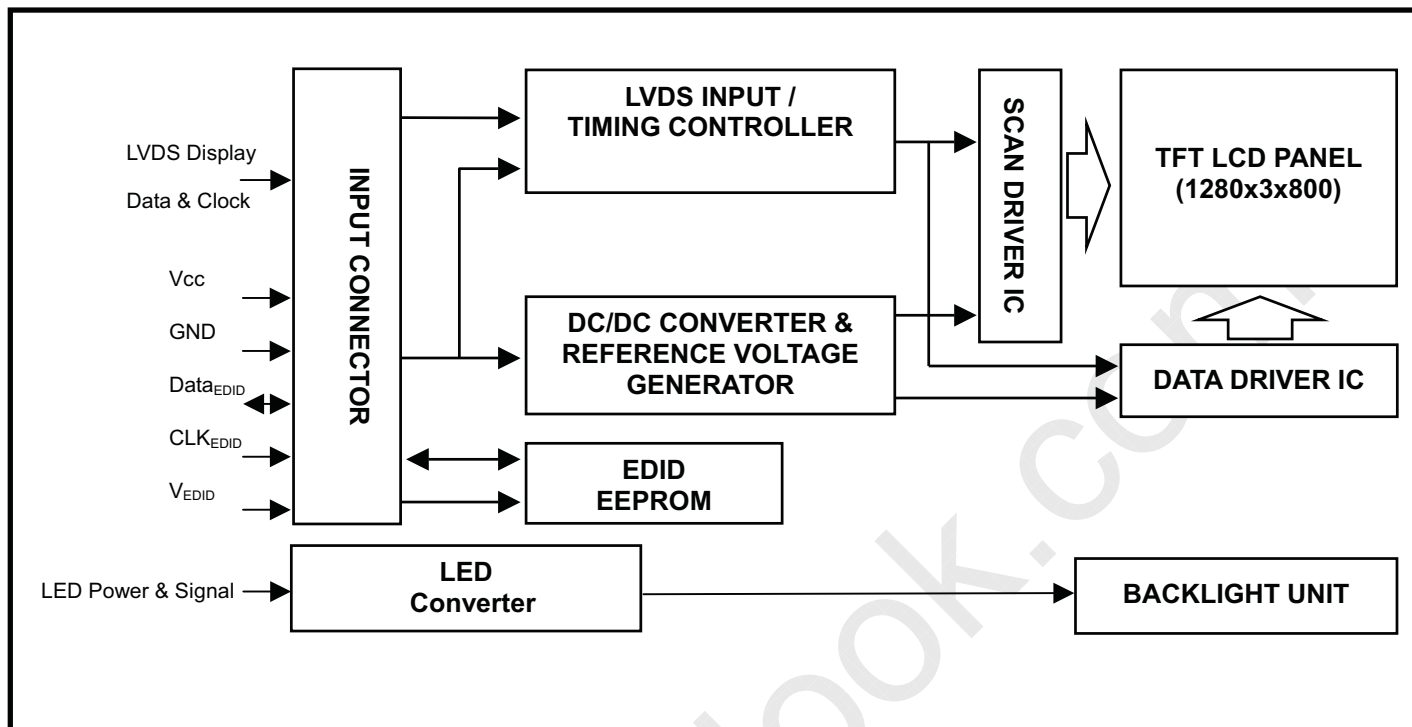 LVDS Display
Data & Clock
Vcc
GND
DataEDID
CLKEDID
VEDID
INPUT CONNECTOR
LVDS INPUT /
TIMING CONTROLLER
DC/DC CONVERTER &
REFERENCE VOLTAGE
GENERATOR
EDID
EEPROM
SCAN DRIVER IC
TFT LCD PANEL
(1280x3x800)
DATA DRIVER IC
LED Power & Signal
LED
Converter
BACKLIGHT UNIT